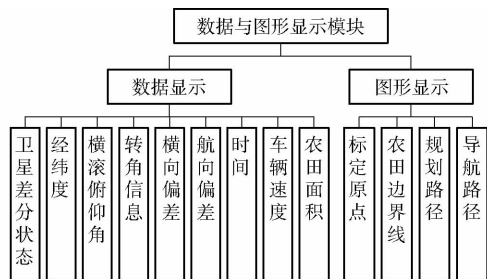 数据与图形显示模块
数据显示
图形显示
卫星差分状态
经纬度
横滚俯仰角
转角信息
横向偏差
航向偏差
时间
车辆速度
农田面积
标定原点
农田边界线
规划路径
导航路径